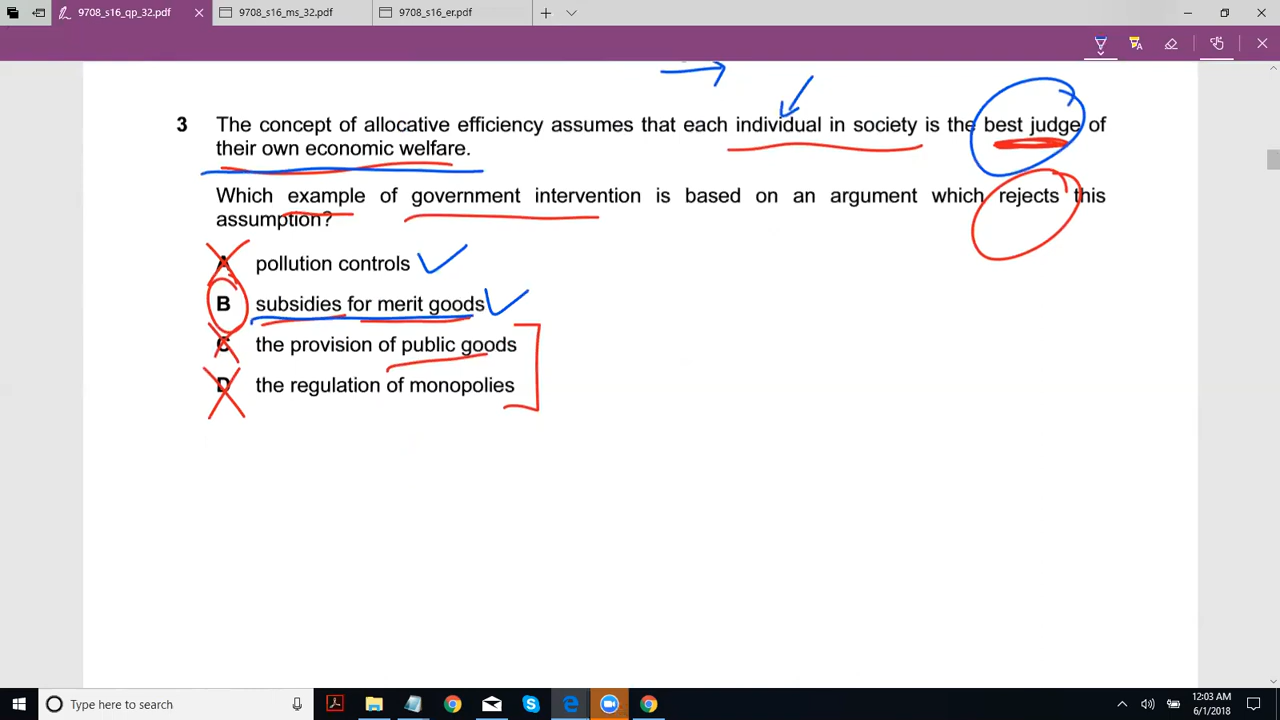 9708_s16_qp_32.pdf
9708_s16_ms_32.pdf
9708_s16_er.pdf
3 The concept of allocative efficiency assumes that each individual in society is the best judge of
their own economic welfare.
Which example of government intervention is based on an argument which rejects this
assumption?
A pollution controls
B subsidies for merit goods
C the provision of public goods
D the regulation of monopolies
Type here to search
12:03 AM
6/1/2018